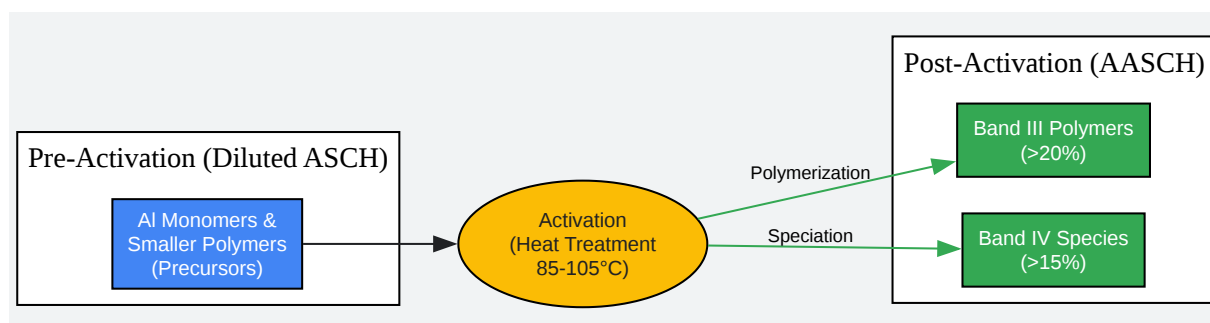 Pre-Activation (Diluted ASCH)
Al Monomers &
Smaller Polymers
(Precursors)
Activation
(Heat Treatment
85-105°C)
Polymerization
Speciation
Post-Activation (AASCH)
Band III Polymers
(>20%)
Band IV Species
(>15%)